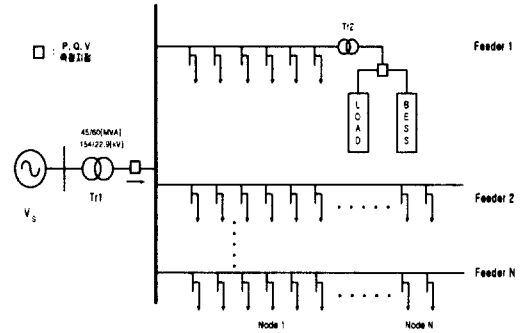 P, Q, V
: 측정지점
45/60[MVA]
154/22.9[kV]
Vs
Tr1
Tr2
Feeder 1
LOAD
BESS
Feeder 2
Feeder N
Node 1
Node N